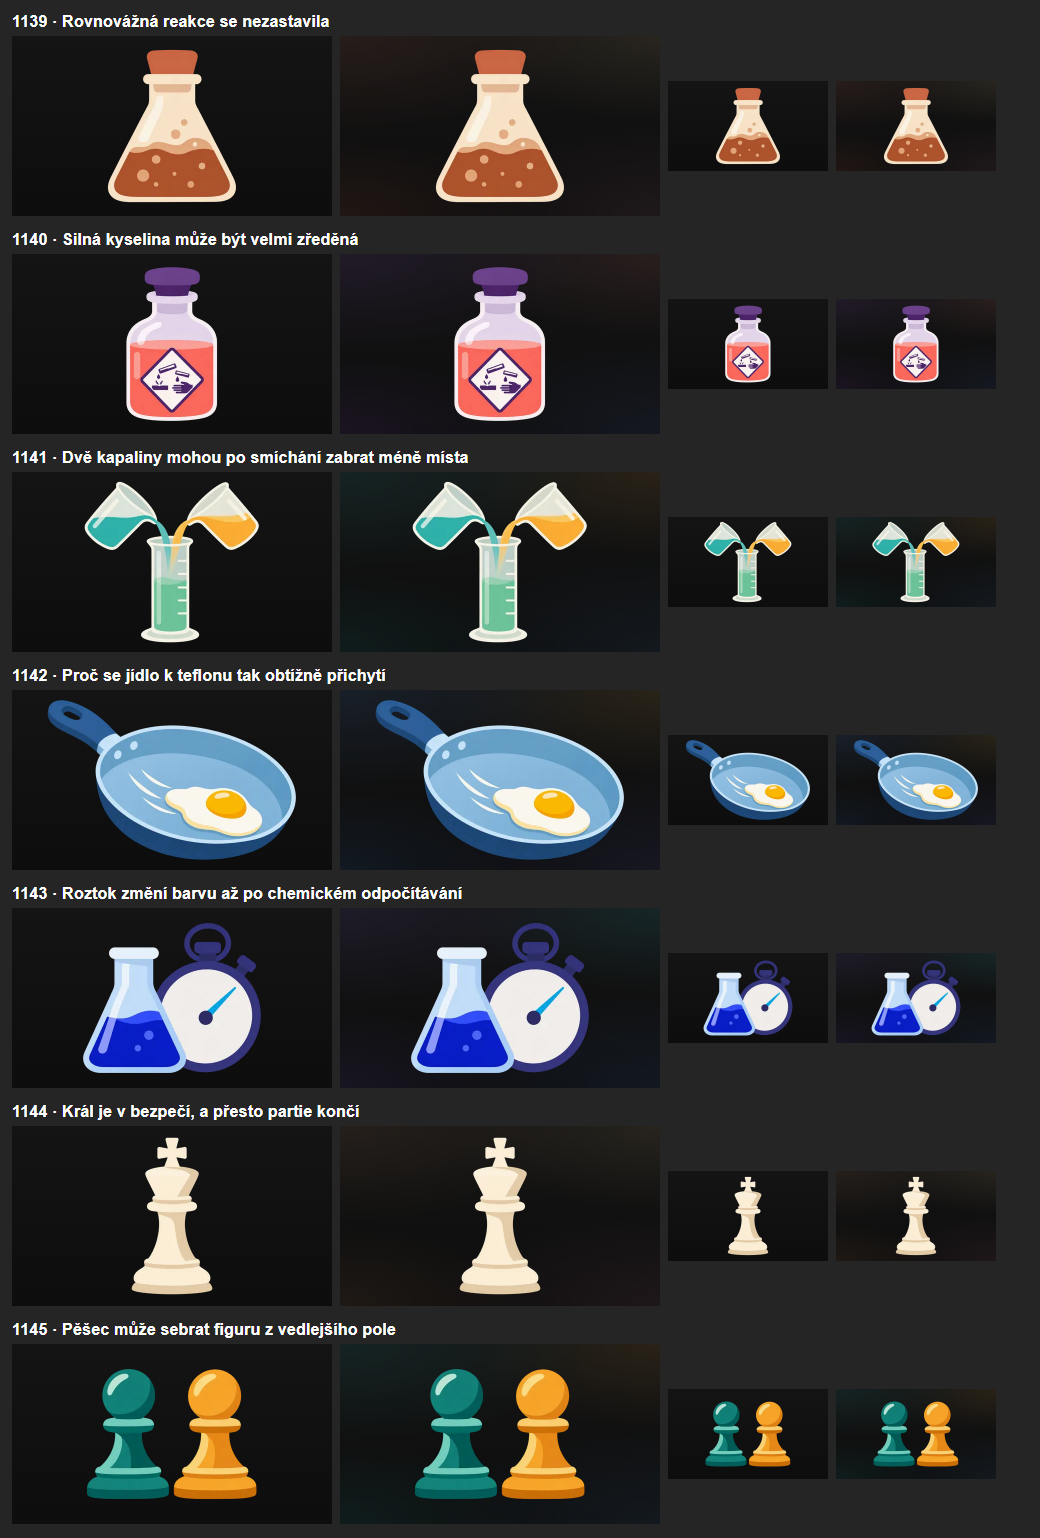 1139 · Rovnovážná reakce se nezastavila
1140 · Silná kyselina může být velmi zředěná
1141 · Dvě kapaliny mohou po smíchání zabrat méně místa
1142 · Proč se jídlo k teflonu tak obtížně přichytí
1143 · Roztok změní barvu až po chemickém odpočítávání
1144 · Král je v bezpečí, a přesto partie končí
1145 · Pěšec může sebrat figuru z vedlejšího pole